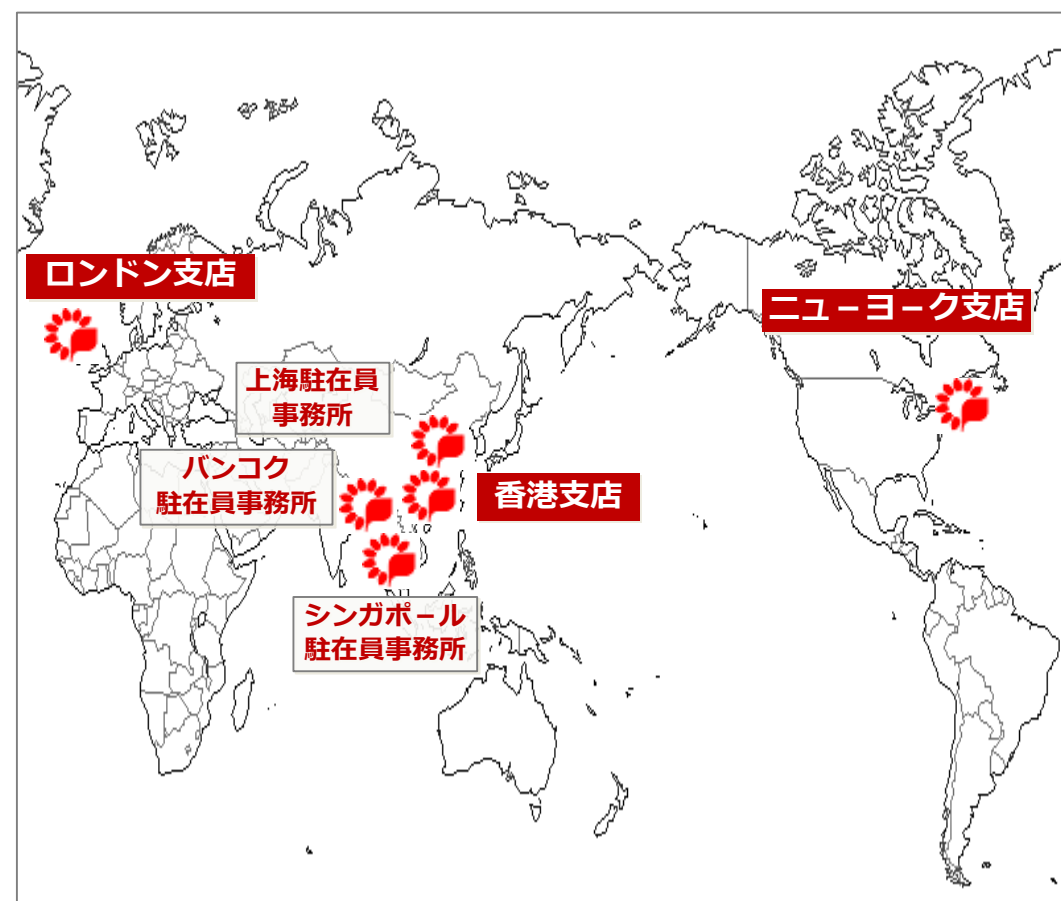 ロンドン支店
ニューヨーク支店
上海駐在員
事務所
バンコク
駐在員事務所
香港支店
シンガポール
駐在員事務所